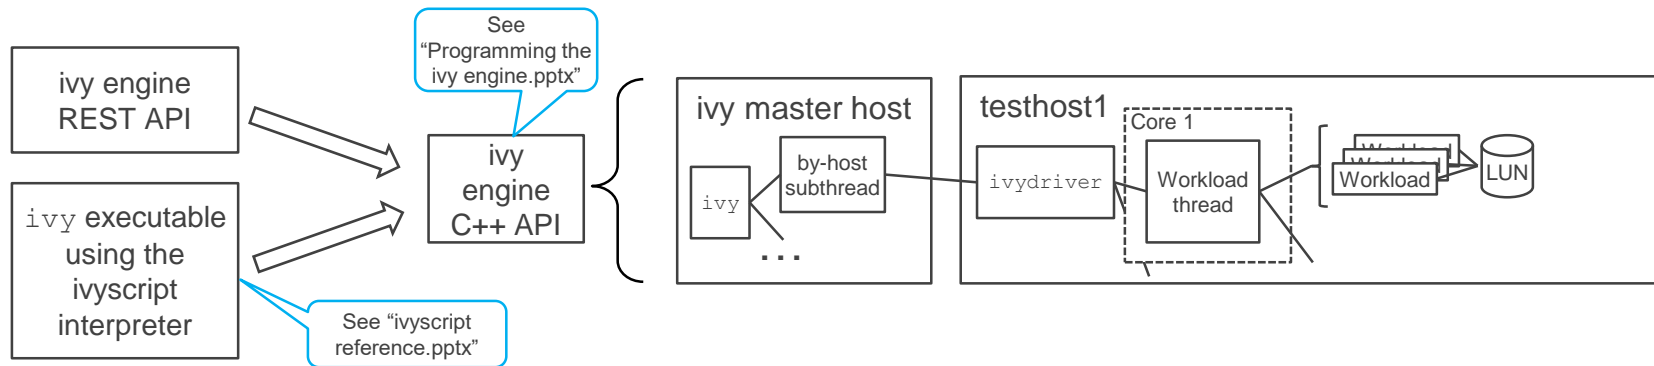 ivy engine
REST API
ivy executable
using the
ivyscript
interpreter
See
“Programming the
ivy engine.pptx”
See “ivyscript
reference.pptx”
ivy
engine
C++ API
ivy master host
ivy
by-host
subthread
...
testhost1
ivydriver
Core 1
Workload
thread
Workload
Workload
Workload
LUN